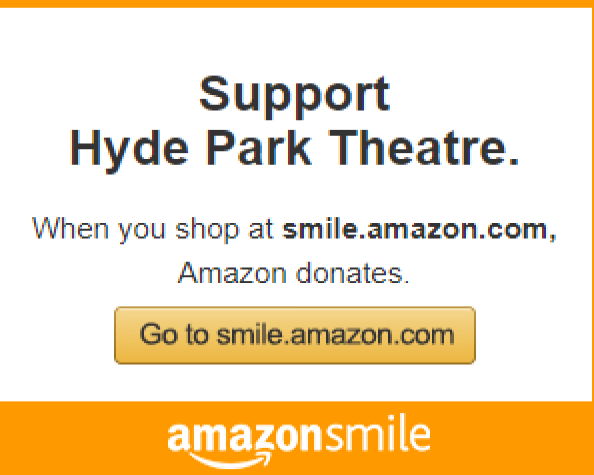 Support
Hyde Park Theatre.
When you shop at smile.amazon.com,
Amazon donates.
Go to smile.amazon.com
amazonsmile